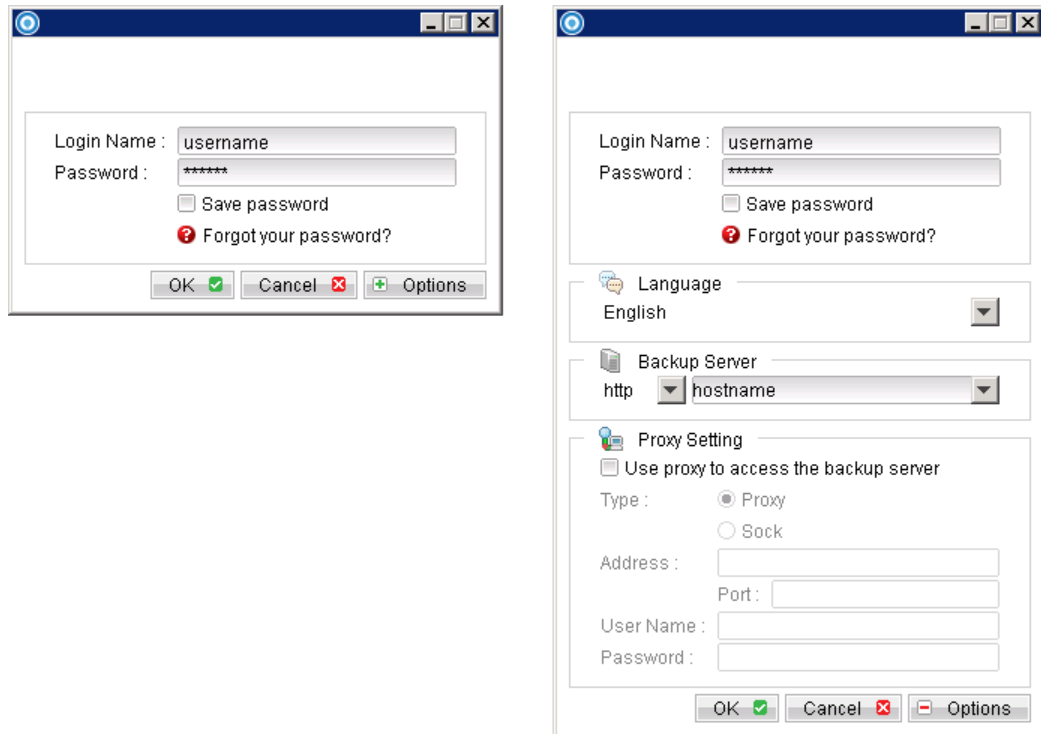 Login Name : username
Password : ******
Save password
Forgot your password?
OK Cancel Options
Login Name : username
Password : ******
Save password
Forgot your password?
Language
English
Backup Server
http hostname
Proxy Setting
Use proxy to access the backup server
Type : Proxy
Sock
Address :
Port :
User Name :
Password :
OK Cancel Options